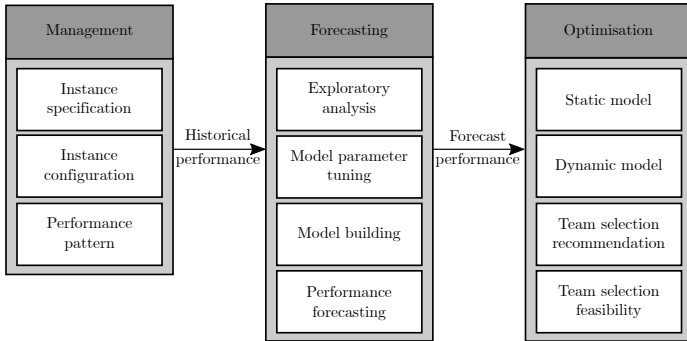 Management
Instance
specification
Instance
configuration
Performance
pattern
Historical
performance
Forecasting
Exploratory
analysis
Model parameter
tuning
Model building
Performance
forecasting
Forecast
performance
Optimisation
Static model
Dynamic model
Team selection
recommendation
Team selection
feasibility